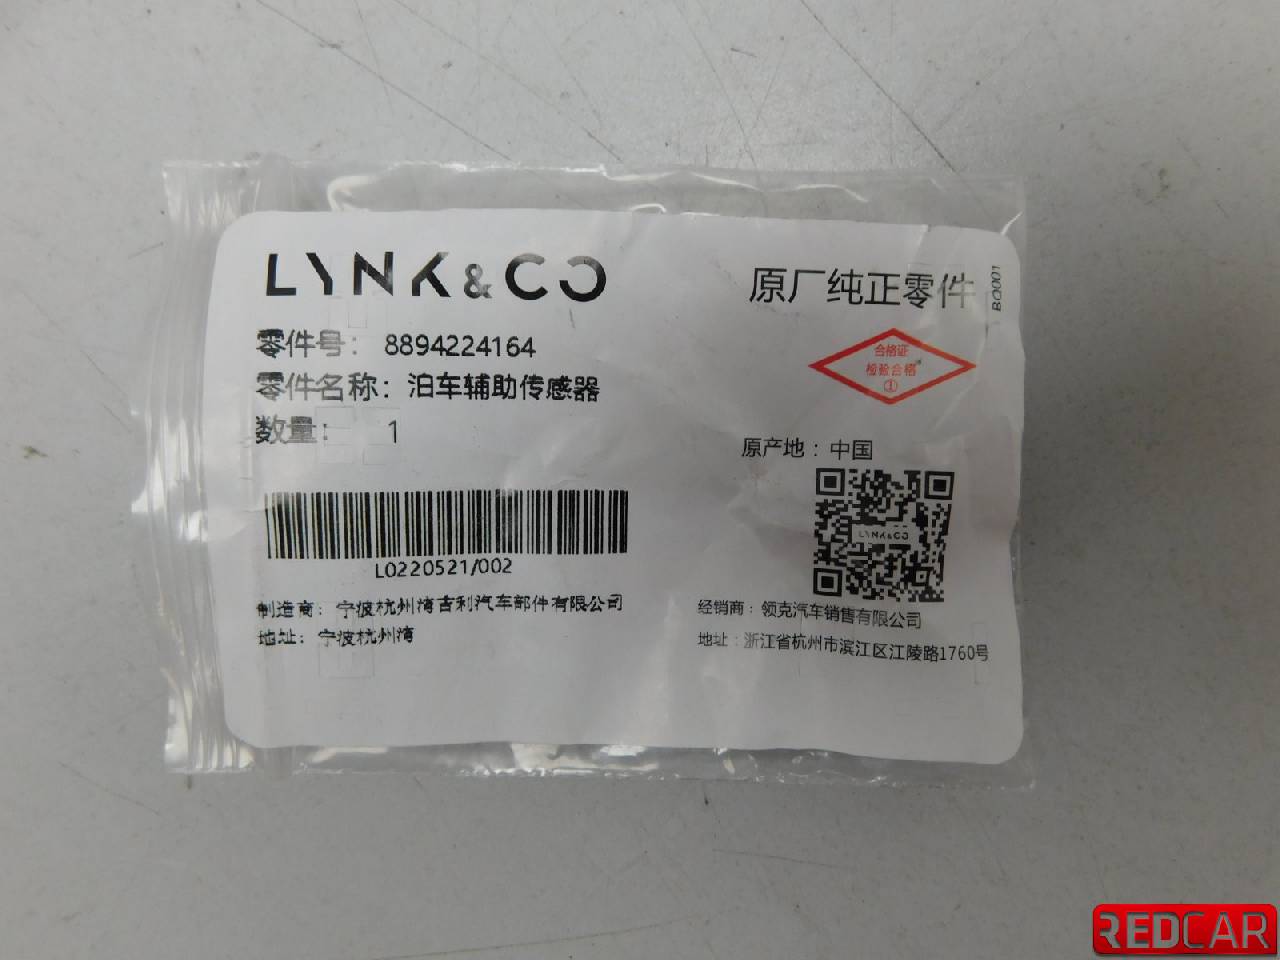 LYNK&CO
原厂纯正零件
BO001
零件号： 8894224164
零件名称：泊车辅助传感器
数量： 1
合格证
检验合格
①
原产地：中国
LYNK&CO
L0220521/002
制造商：宁波杭州湾吉利汽车部件有限公司
地址：宁波杭州湾
经销商：领克汽车销售有限公司
地址：浙江省杭州市滨江区江陵路1760号
REDCAR